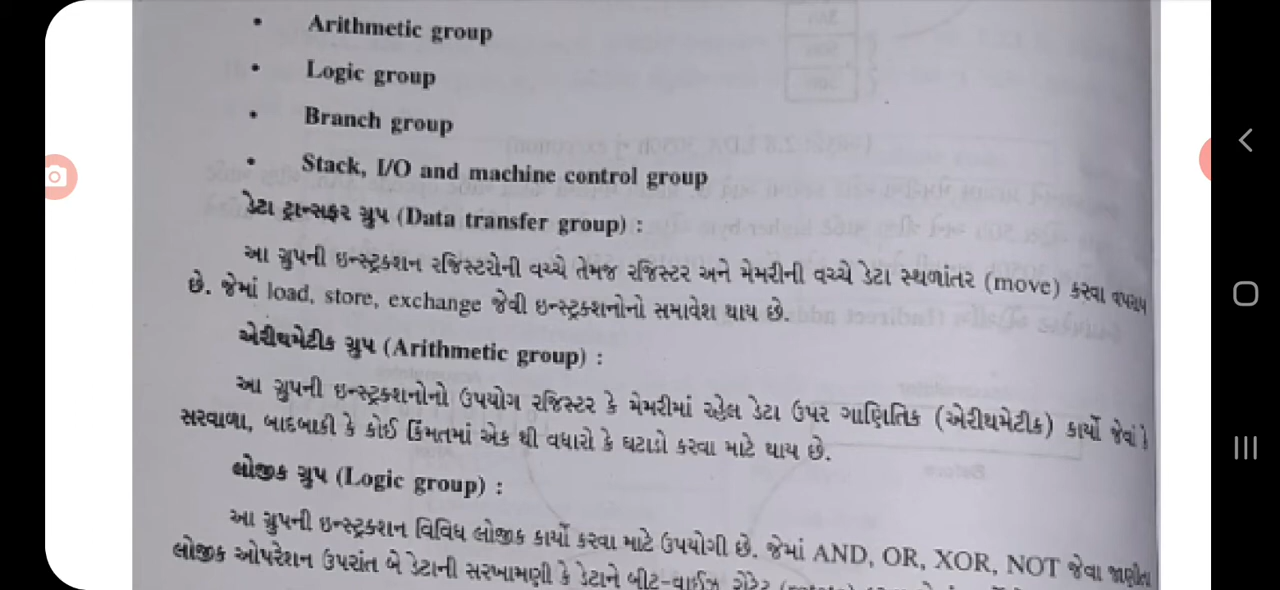 • Arithmetic group
• Logic group
• Branch group
• Stack, I/O and machine control group
ડેટા ટ્રાન્સફર ગ્રુપ (Data transfer group) :
આ ગ્રુપની ઇન્સ્ટ્રક્શન રજિસ્ટરોની વચ્ચે તેમજ રજિસ્ટર અને મેમરીની વચ્ચે ડેટા સ્થળાંતર (move) કરવા વપરાય
છે. જેમાં load, store, exchange જેવી ઇન્સ્ટ્રક્શનોનો સમાવેશ થાય છે.
એરીથમેટીક ગ્રુપ (Arithmetic group) :
આ ગ્રુપની ઇન્સ્ટ્રક્શનોનો ઉપયોગ રજિસ્ટર કે મેમરીમાં રહેલ ડેટા ઉપર ગાણિતિક (એરીથમેટીક) કાર્યો જેવાં કે
સરવાળા, બાદબાકી કે કોઈ કિંમતમાં એક થી વધારો કે ઘટાડો કરવા માટે થાય છે.
લોજીક ગ્રુપ (Logic group) :
આ ગ્રુપની ઇન્સ્ટ્રક્શન વિવિધ લોજીક કાર્યો કરવા માટે ઉપયોગી છે. જેમાં AND, OR, XOR, NOT જેવા જાણીતા
લોજીક ઓપરેશન ઉપરાંત બે ડેટાની સરખામણી કે ડેટાને બીટ-વાઈઝ રોટેટ